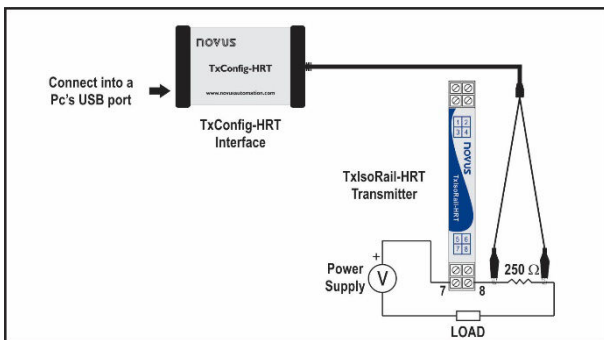 novus
TxConfig-HRT
www.novusautomation.com
Connect into a
Pc's USB port
TxConfig-HRT
Interface
1 2
3 4
novus
TxIsoRail-HRT
TxIsoRail-HRT
Transmitter
5 6
7 8
+
Power
Supply
V
7
8
250 Ω
LOAD